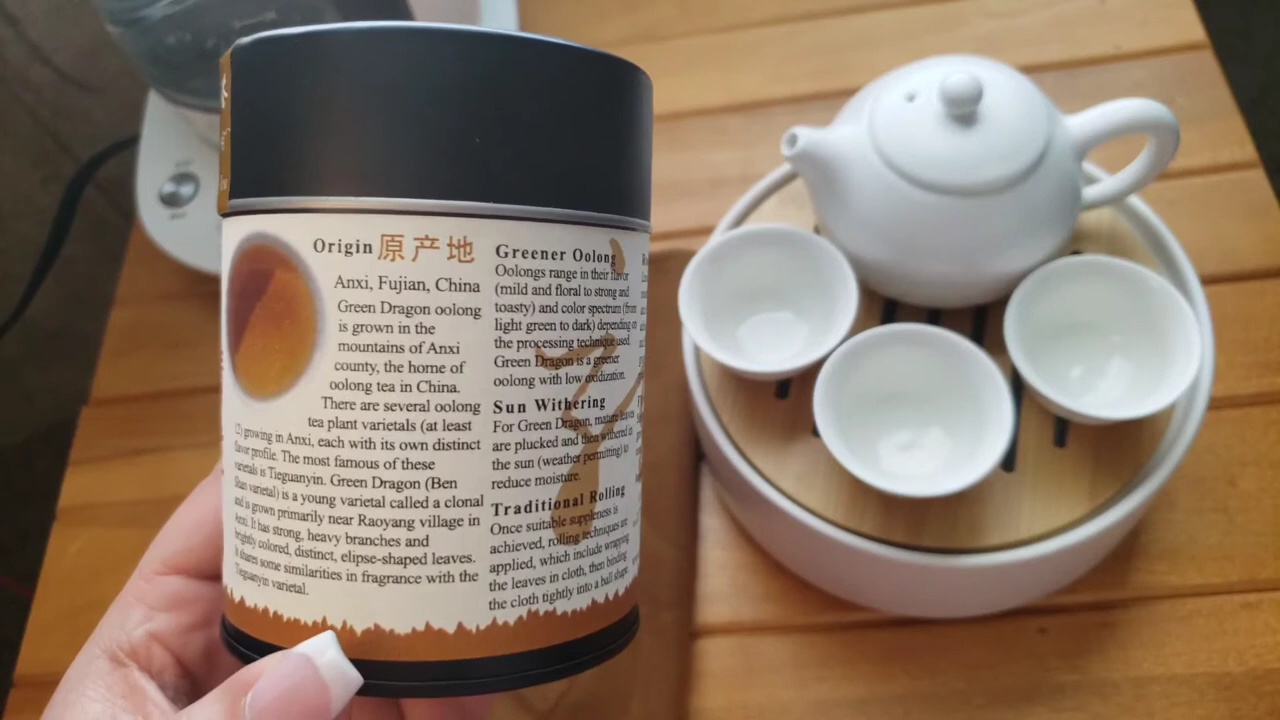 Origin 原产地
Anxi, Fujian, China
Green Dragon oolong
is grown in the
mountains of Anxi
county, the home of
oolong tea in China.
There are several oolong
tea plant varietals (at least
12) growing in Anxi, each with its own distinct
flavor profile. The most famous of these
varietals is Tieguanyin. Green Dragon (Ben
Shan varietal) is a young varietal called a clonal
and is grown primarily near Raoyang village in
Anxi. It has strong, heavy branches and
brightly colored, distinct, elipse-shaped leaves.
It shares some similarities in fragrance with the
Tieguanyin varietal.
Greener Oolong
Oolongs range in their flavor
(mild and floral to strong and
toasty) and color spectrum (from
light green to dark) depending on
the processing technique used.
Green Dragon is a greener
oolong with low oxidization.
Sun Withering
For Green Dragon, mature leaves
are plucked and then withered in
the sun (weather permitting) to
reduce moisture.
Traditional Rolling
Once suitable suppleness is
achieved, rolling techniques are
applied, which include wrapping
the leaves in cloth, then binding
the cloth tightly into a ball shape.